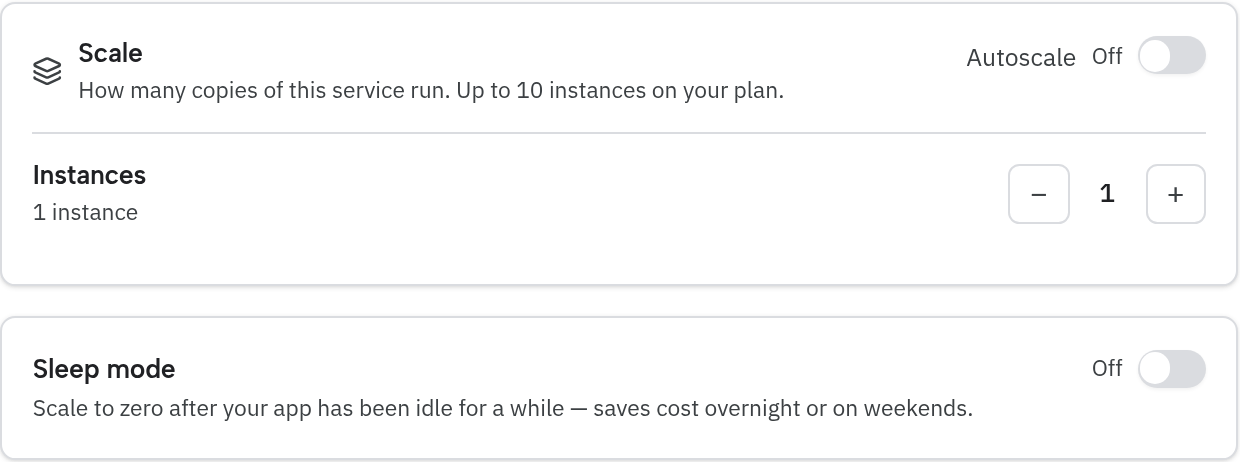 Scale
Autoscale Off
How many copies of this service run. Up to 10 instances on your plan.
Instances
1 instance
− 1 +
Sleep mode
Off
Scale to zero after your app has been idle for a while — saves cost overnight or on weekends.